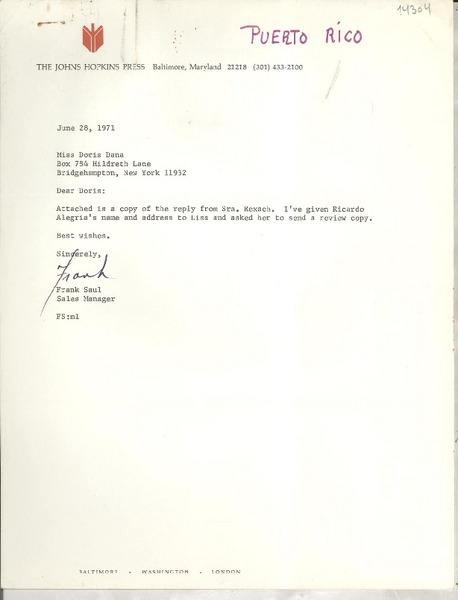 14304
PUERTO RICO
THE JOHNS HOPKINS PRESS Baltimore, Maryland 21218 (301) 433-2100
June 28, 1971
Miss Doris Dana
Box 784 Hildreth Lane
Bridgehampton, New York 11932
Dear Doris:
Attached is a copy of the reply from Sra. Rexach. I've given Ricardo
Alegria's name and address to Liss and asked her to send a review copy.
Best wishes.
Sincerely,
Frank
Frank Saul
Sales Manager
FS:ml
BALTIMORE • WASHINGTON • LONDON